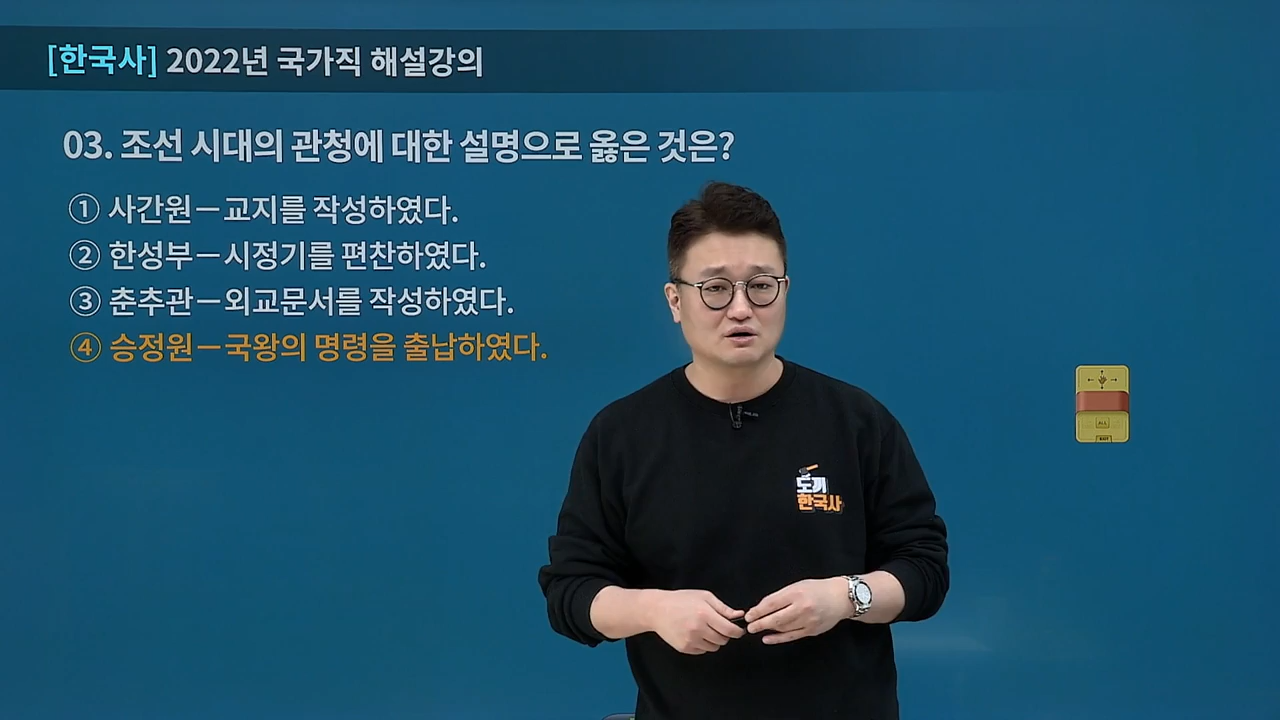 [한국사] 2022년 국가직 해설강의
03. 조선 시대의 관청에 대한 설명으로 옳은 것은?
① 사간원－교지를 작성하였다.
② 한성부－시정기를 편찬하였다.
③ 춘추관－외교문서를 작성하였다.
④ 승정원－국왕의 명령을 출납하였다.
ALL
EXIT
도끼
한국사